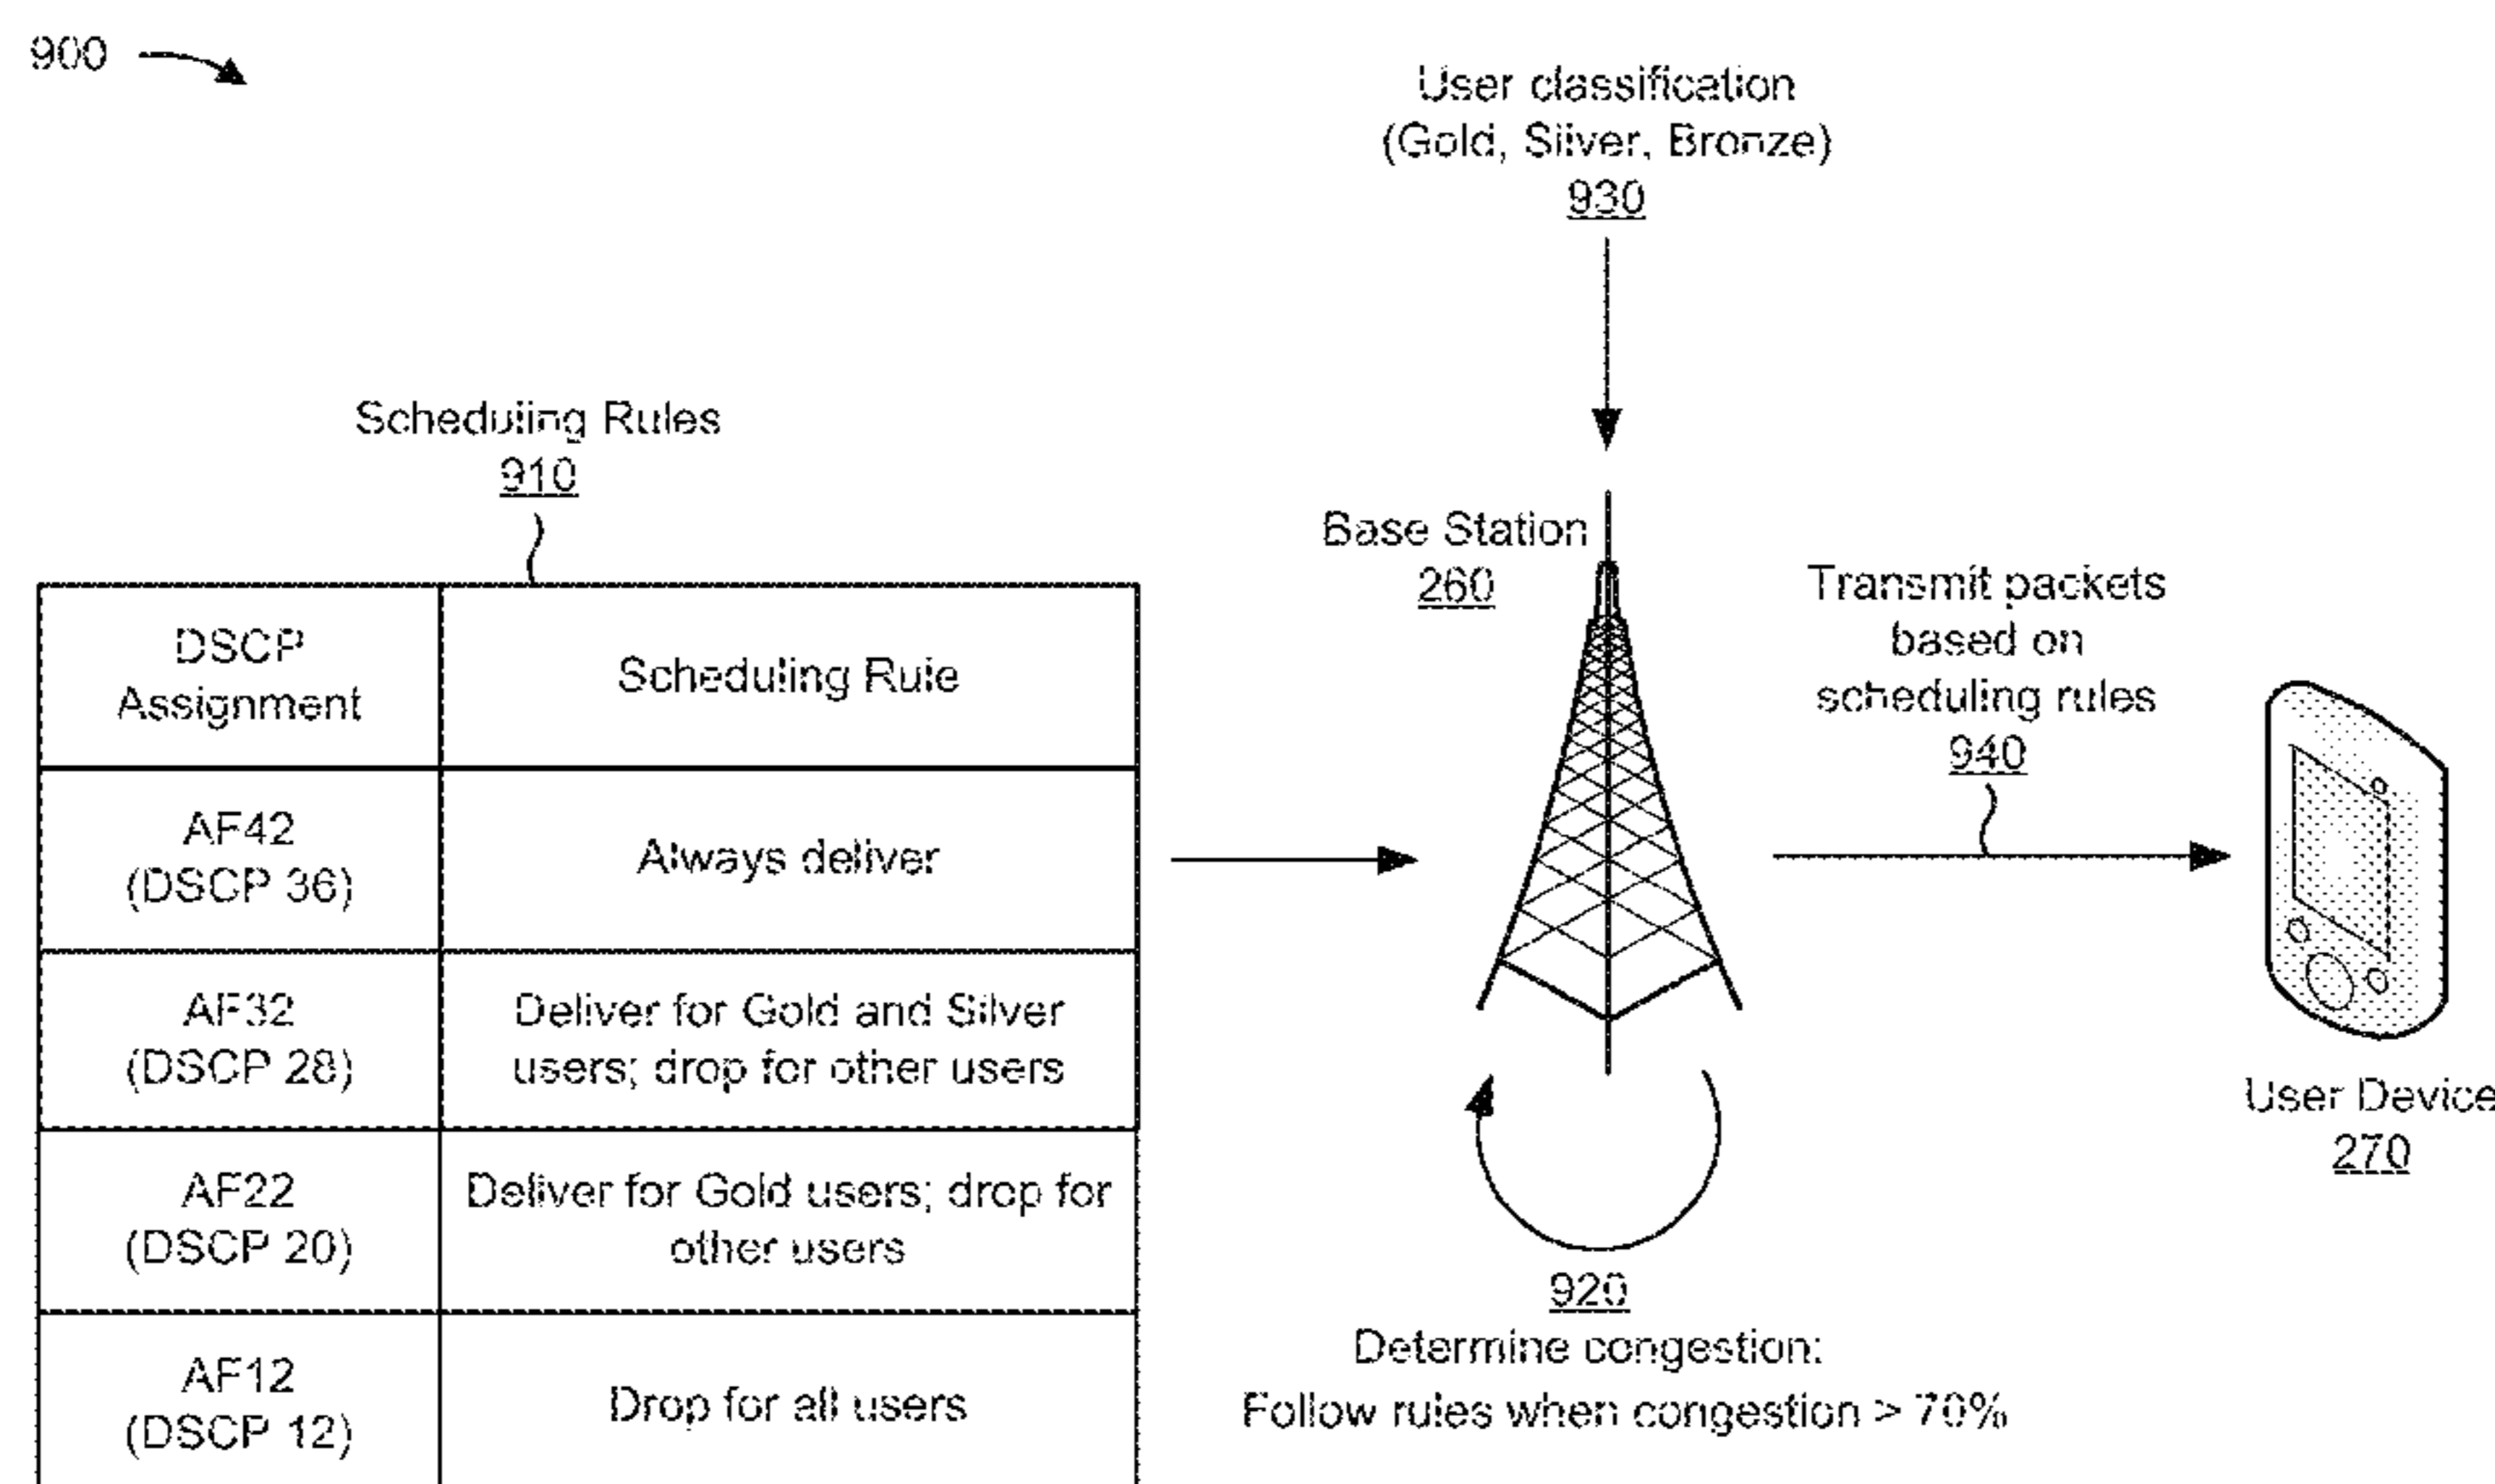 900
User classification
(Gold, Silver, Bronze)
930
Scheduling Rules
910
Base Station
260
Transmit packets
based on
scheduling rules
940
DSCP
Assignment
Scheduling Rule
AF42
(DSCP 36)
Always deliver
AF32
(DSCP 28)
Deliver for Gold and Silver
users; drop for other users
AF22
(DSCP 20)
Deliver for Gold users; drop for
other users
AF12
(DSCP 12)
Drop for all users
User Device
270
920
Determine congestion:
Follow rules when congestion > 70%